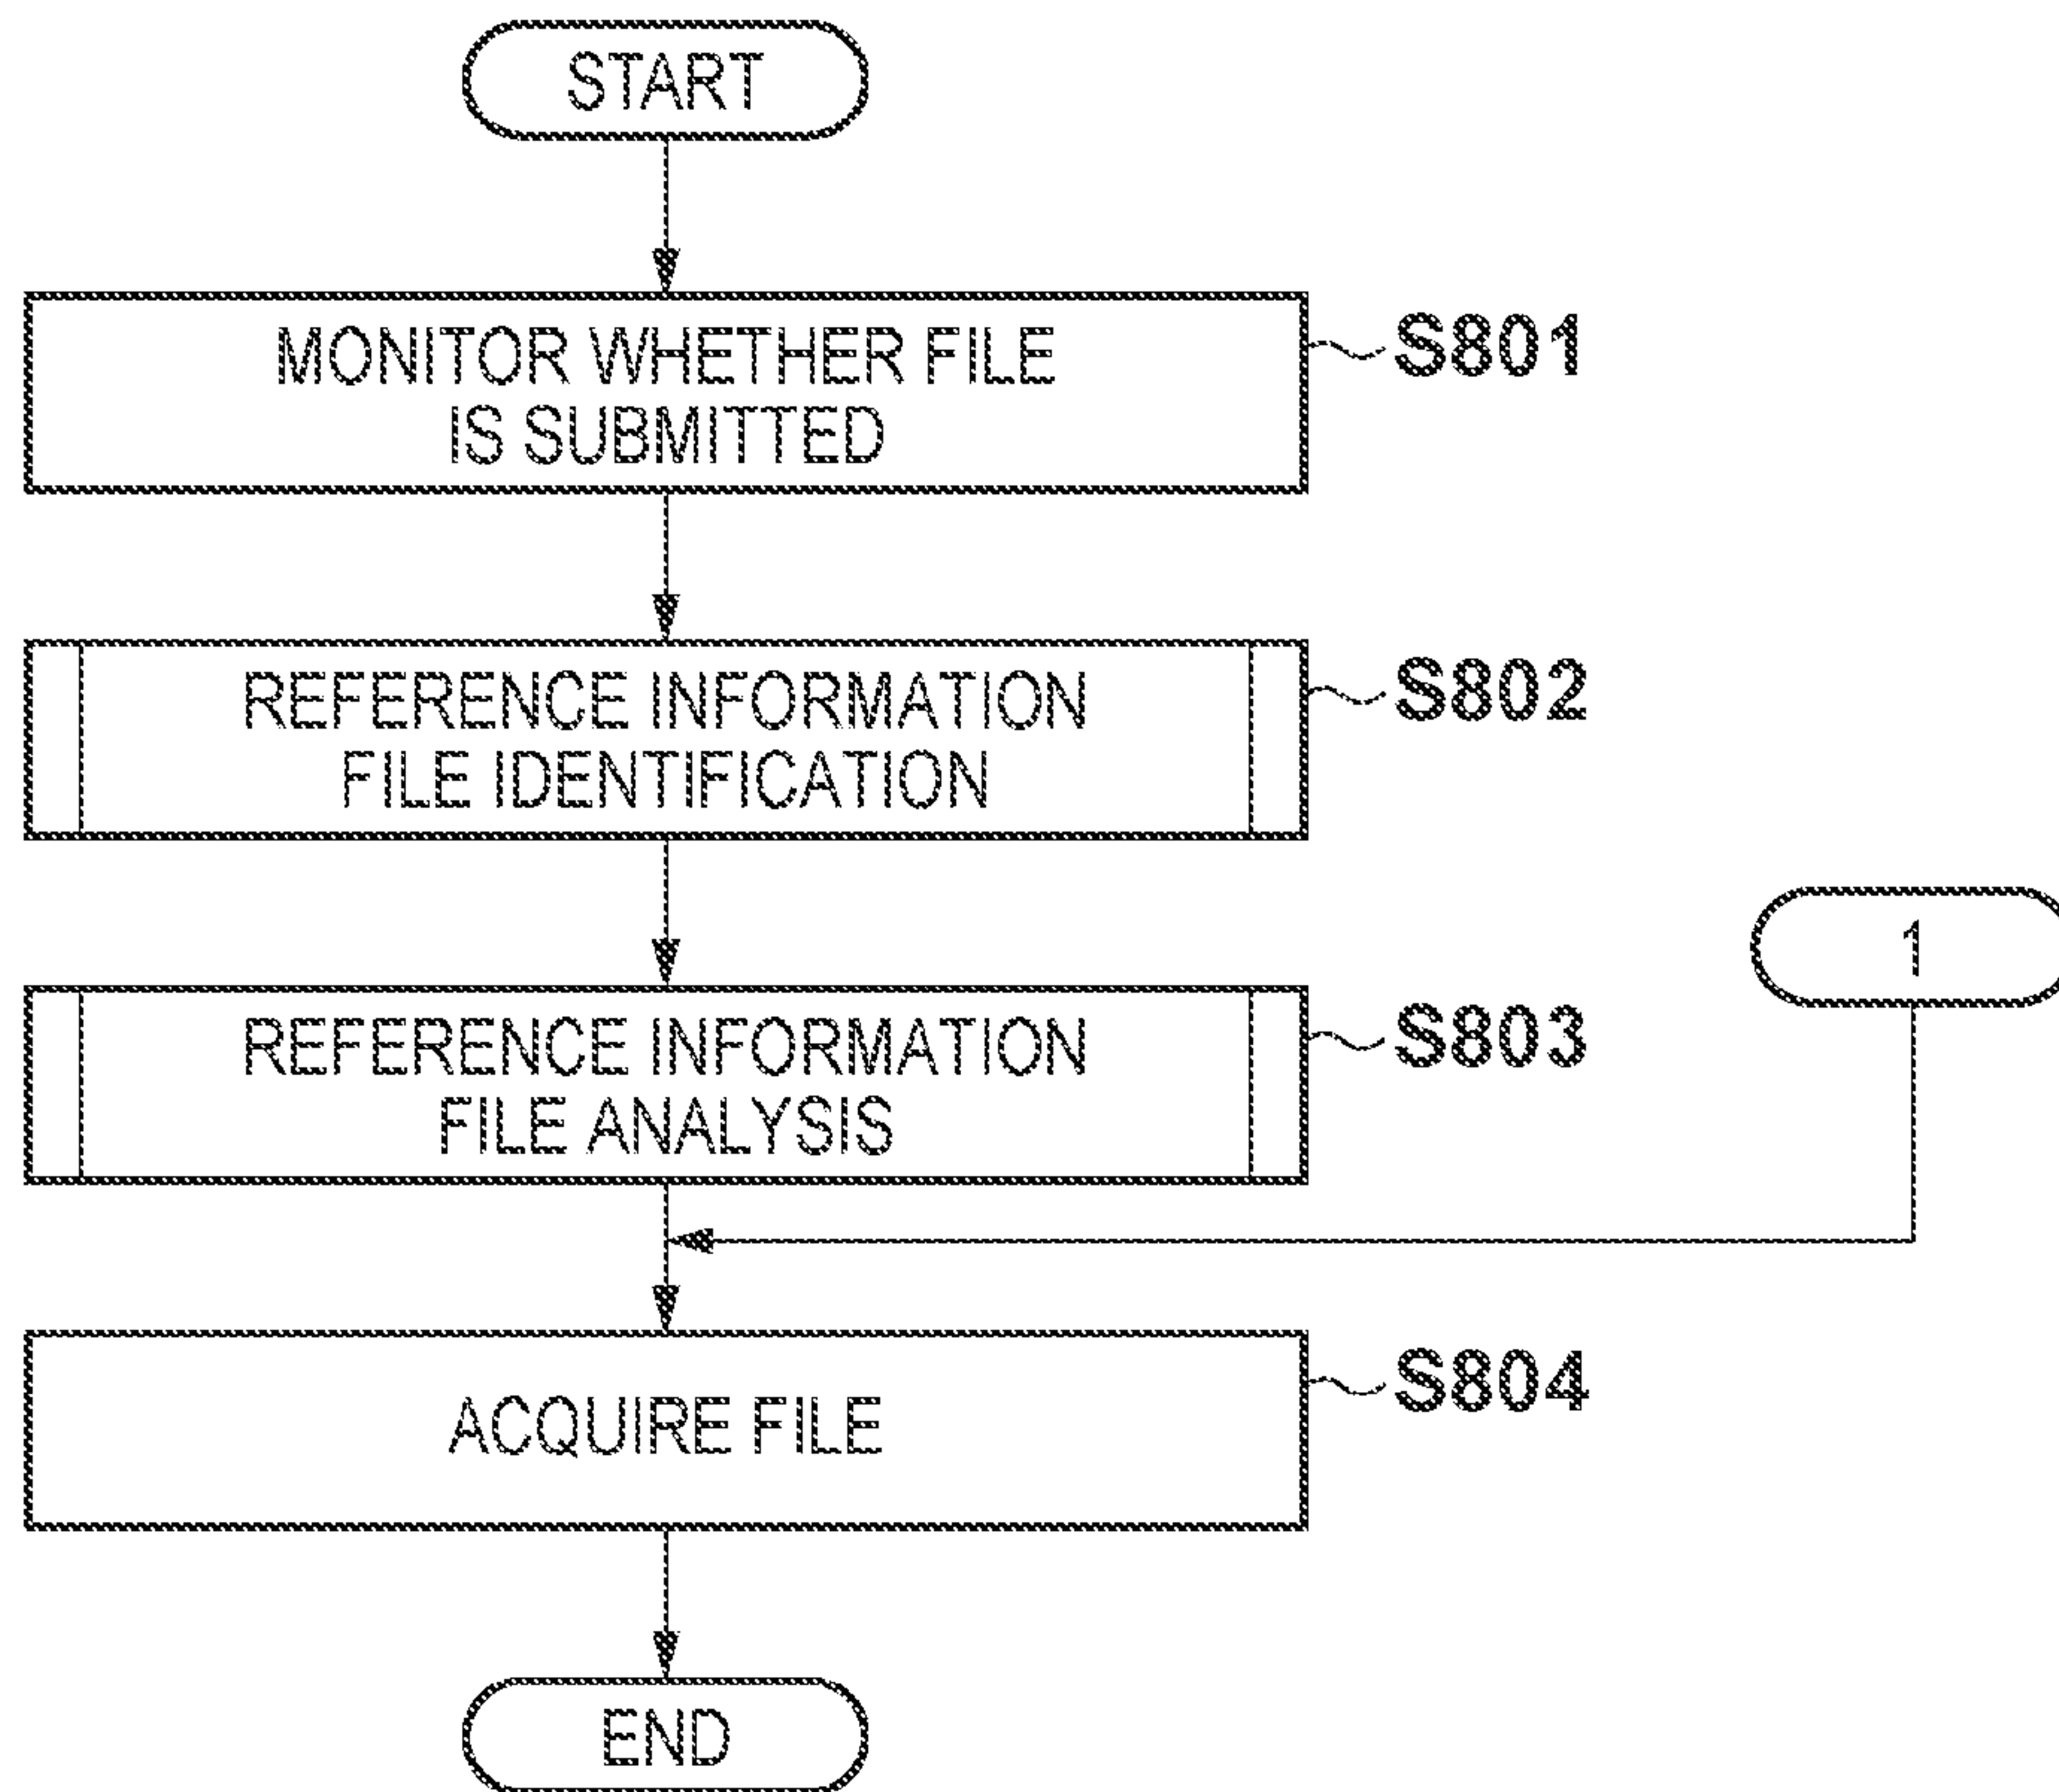 START
MONITOR WHETHER FILE
IS SUBMITTED
S801
REFERENCE INFORMATION
FILE IDENTIFICATION
S802
1
REFERENCE INFORMATION
FILE ANALYSIS
S803
ACQUIRE FILE
S804
END